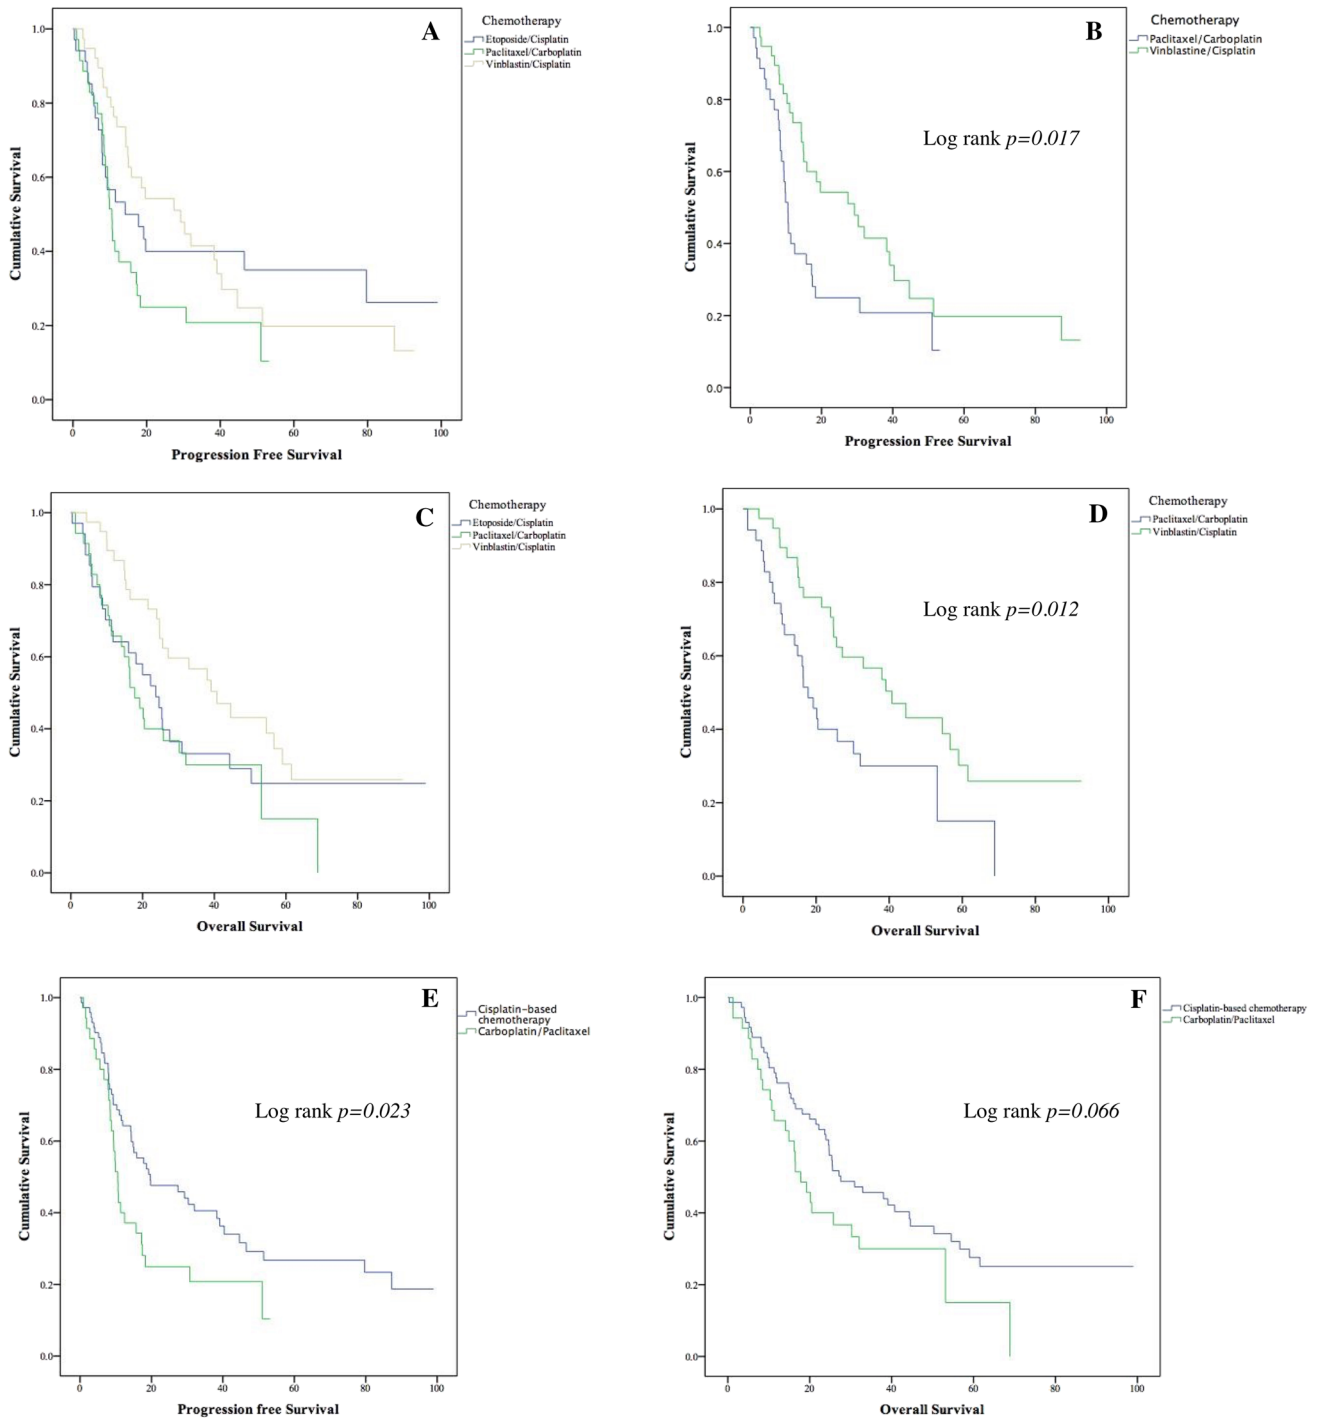 A
Chemotherapy
Etoposide/Cisplatin
Paclitaxel/Carboplatin
Vinblastin/Cisplatin
Cumulative Survival
1.0
0.8
0.6
0.4
0.2
0.0
0 20 40 60 80 100
Progression Free Survival
B
Chemotherapy
Paclitaxel/Carboplatin
Vinblastine/Cisplatin
Log rank p=0.017
Cumulative Survival
1.0
0.8
0.6
0.4
0.2
0.0
0 20 40 60 80 100
Progression Free Survival
C
Chemotherapy
Etoposide/Cisplatin
Paclitaxel/Carboplatin
Vinblastin/Cisplatin
Cumulative Survival
1.0
0.8
0.6
0.4
0.2
0.0
0 20 40 60 80 100
Overall Survival
D
Chemotherapy
Paclitaxel/Carboplatin
Vinblastin/Cisplatin
Log rank p=0.012
Cumulative Survival
1.0
0.8
0.6
0.4
0.2
0.0
0 20 40 60 80 100
Overall Survival
E
Cisplatin-based
chemotherapy
Carboplatin/Paclitaxel
Log rank p=0.023
Cumulative Survival
1.0
0.8
0.6
0.4
0.2
0.0
0 20 40 60 80 100
Progression free Survival
F
Cisplatin-based chemotherapy
Carboplatin/Paclitaxel
Log rank p=0.066
Cumulative Survival
1.0
0.8
0.6
0.4
0.2
0.0
0 20 40 60 80 100
Overall Survival